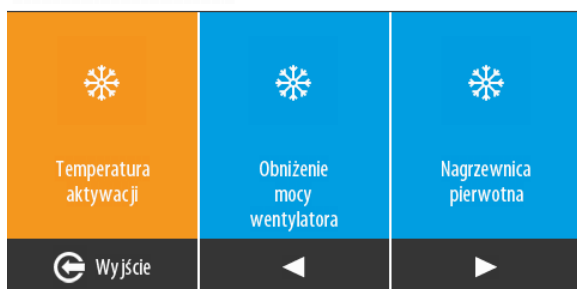 Temperatura
aktywacji
Obniżenie
mocy
wentylatora
Nagrzewnica
pierwotna
Wyjście